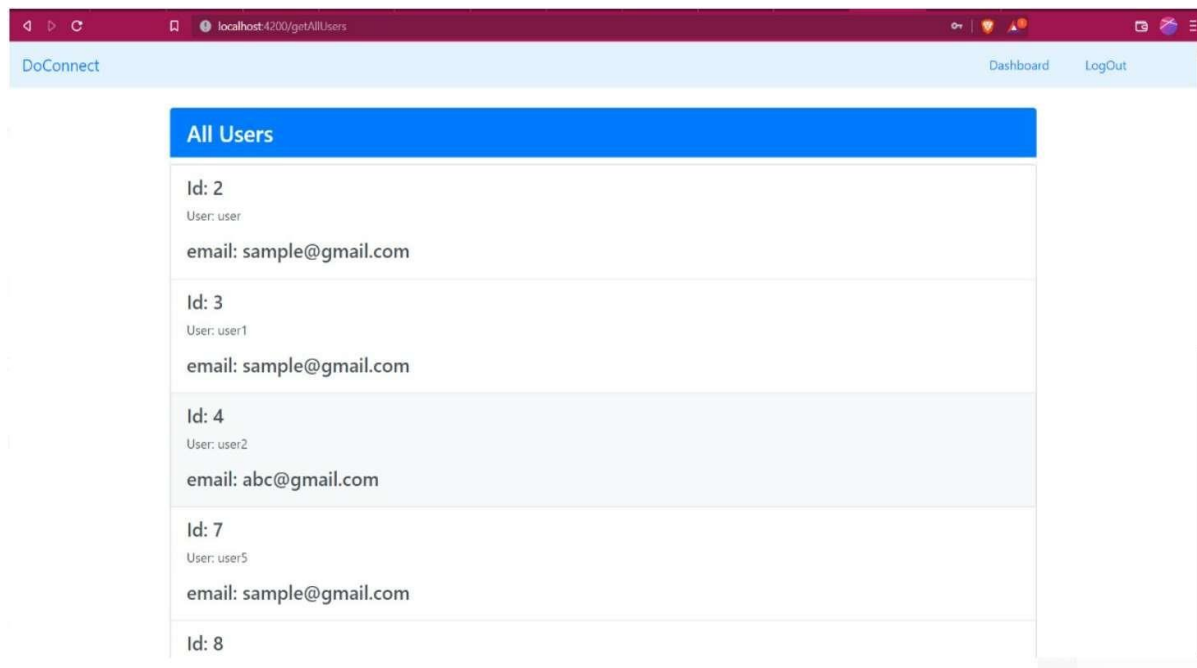 localhost:4200/getAllUsers
DoConnect
Dashboard
LogOut
All Users
Id: 2
User: user
email: sample@gmail.com
Id: 3
User: user1
email: sample@gmail.com
Id: 4
User: user2
email: abc@gmail.com
Id: 7
User: user5
email: sample@gmail.com
Id: 8